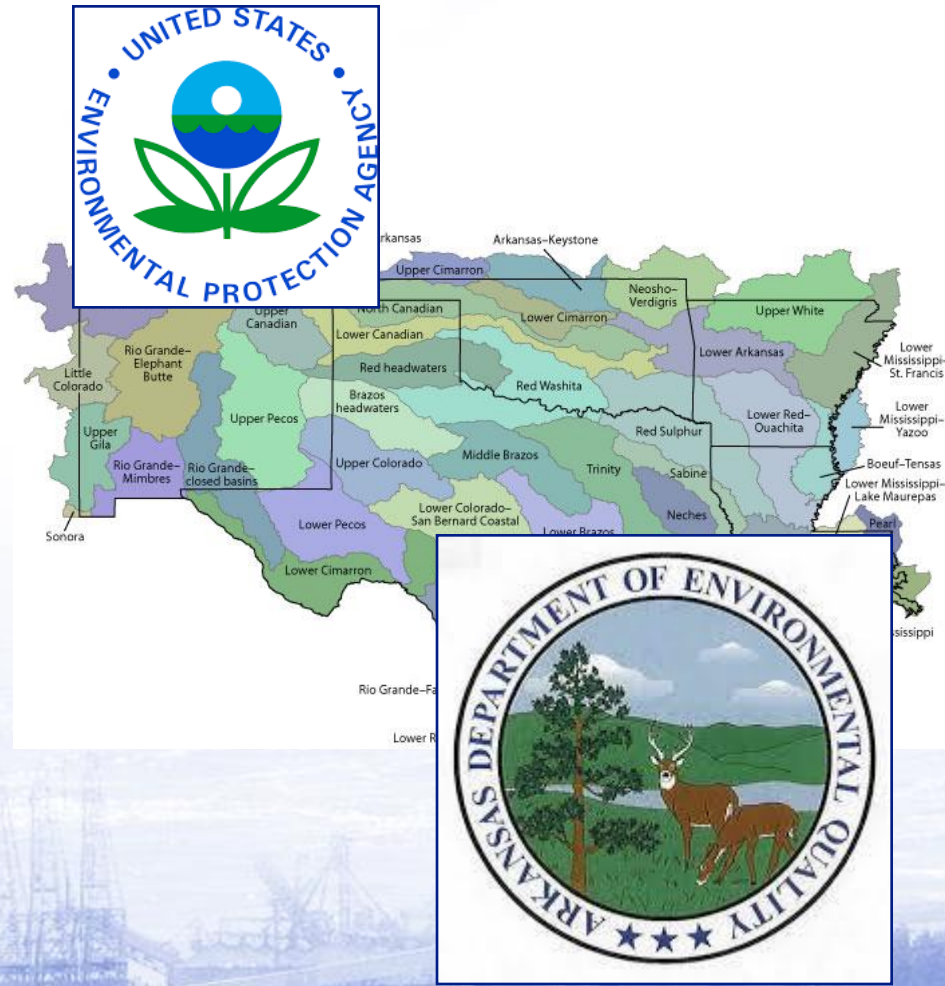 UNITED STATES
ENVIRONMENTAL PROTECTION AGENCY
Arkansas–Keystone
Upper Cimarron
Neosho–
Verdigris
Upper White
North Canadian
Lower Cimarron
Upper
Canadian
Lower Canadian
Rio Grande–
Elephant
Butte
Lower Arkansas
Lower
Mississippi–
St. Francis
Little
Colorado
Red headwaters
Red Washita
Brazos
headwaters
Upper Pecos
Lower Red–
Ouachita
Lower
Mississippi–
Yazoo
Upper
Gila
Red Sulphur
Rio Grande–
Mimbres
Rio Grande–
closed basins
Upper Colorado
Middle Brazos
Trinity
Sabine
Boeuf–Tensas
Lower Mississippi–
Lake Maurepas
Lower Pecos
Lower Colorado–
San Bernard Coastal
Neches
Pearl
Sonora
Lower Brazos
Lower Cimarron
ssissippi
Rio Grande–Fa
Lower R
ARKANSAS DEPARTMENT OF ENVIRONMENTAL QUALITY